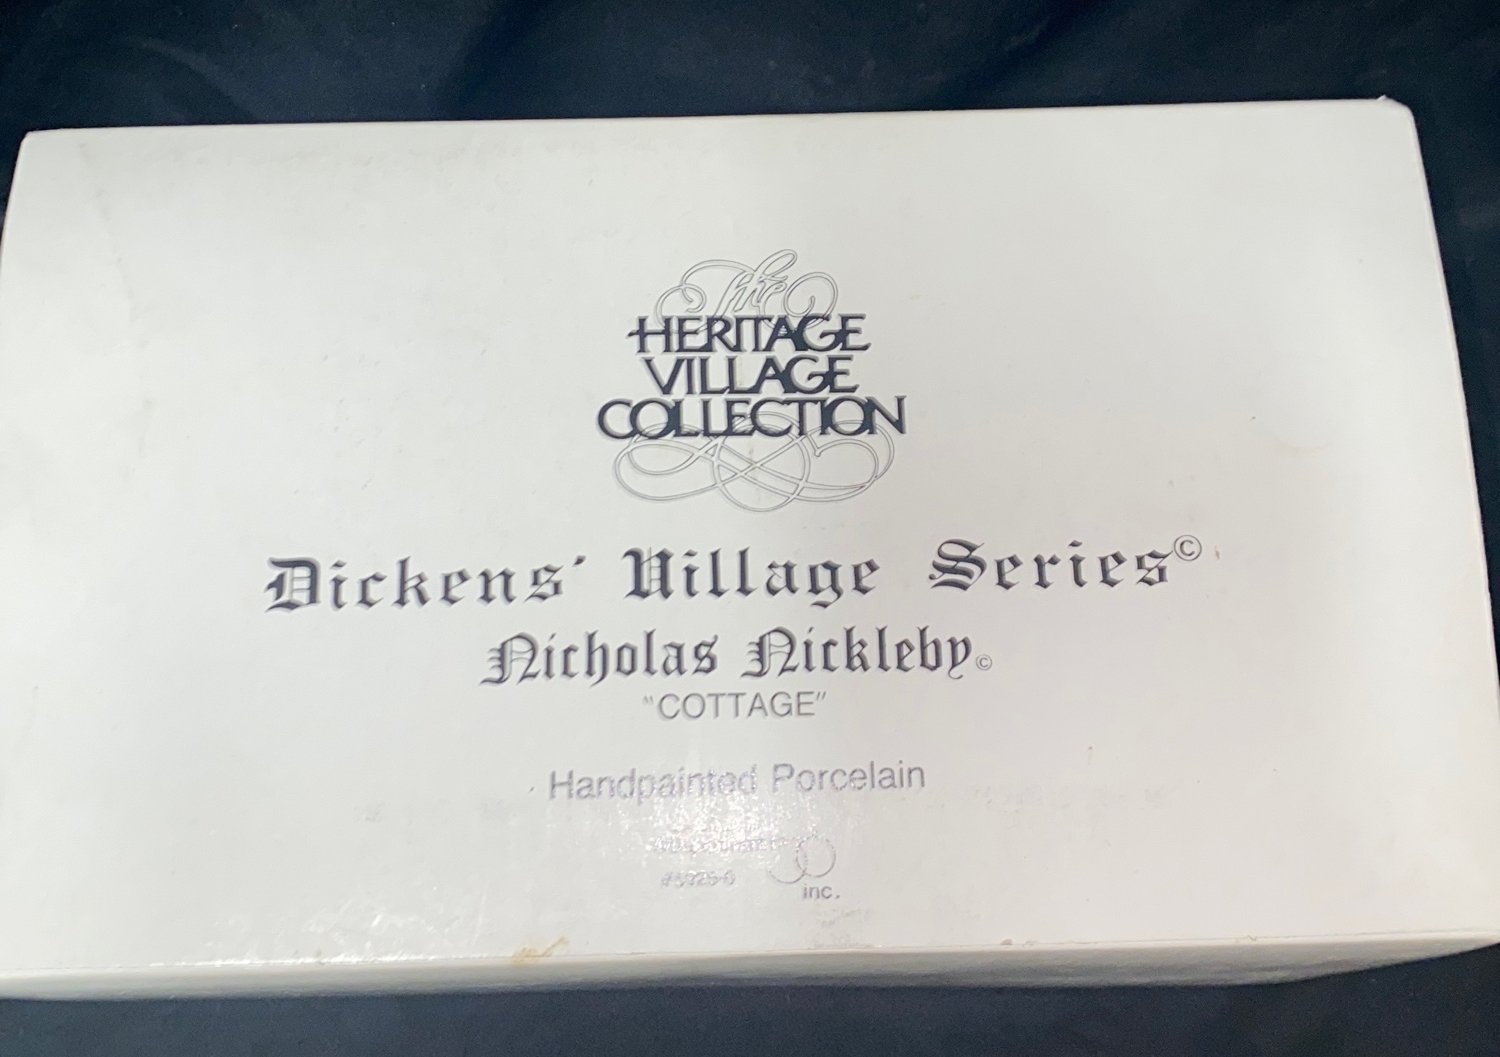 The
HERITAGE
VILLAGE
COLLECTION
Dickens' Village Series©
Nicholas Nickleby©
"COTTAGE"
Handpainted Porcelain
inc.